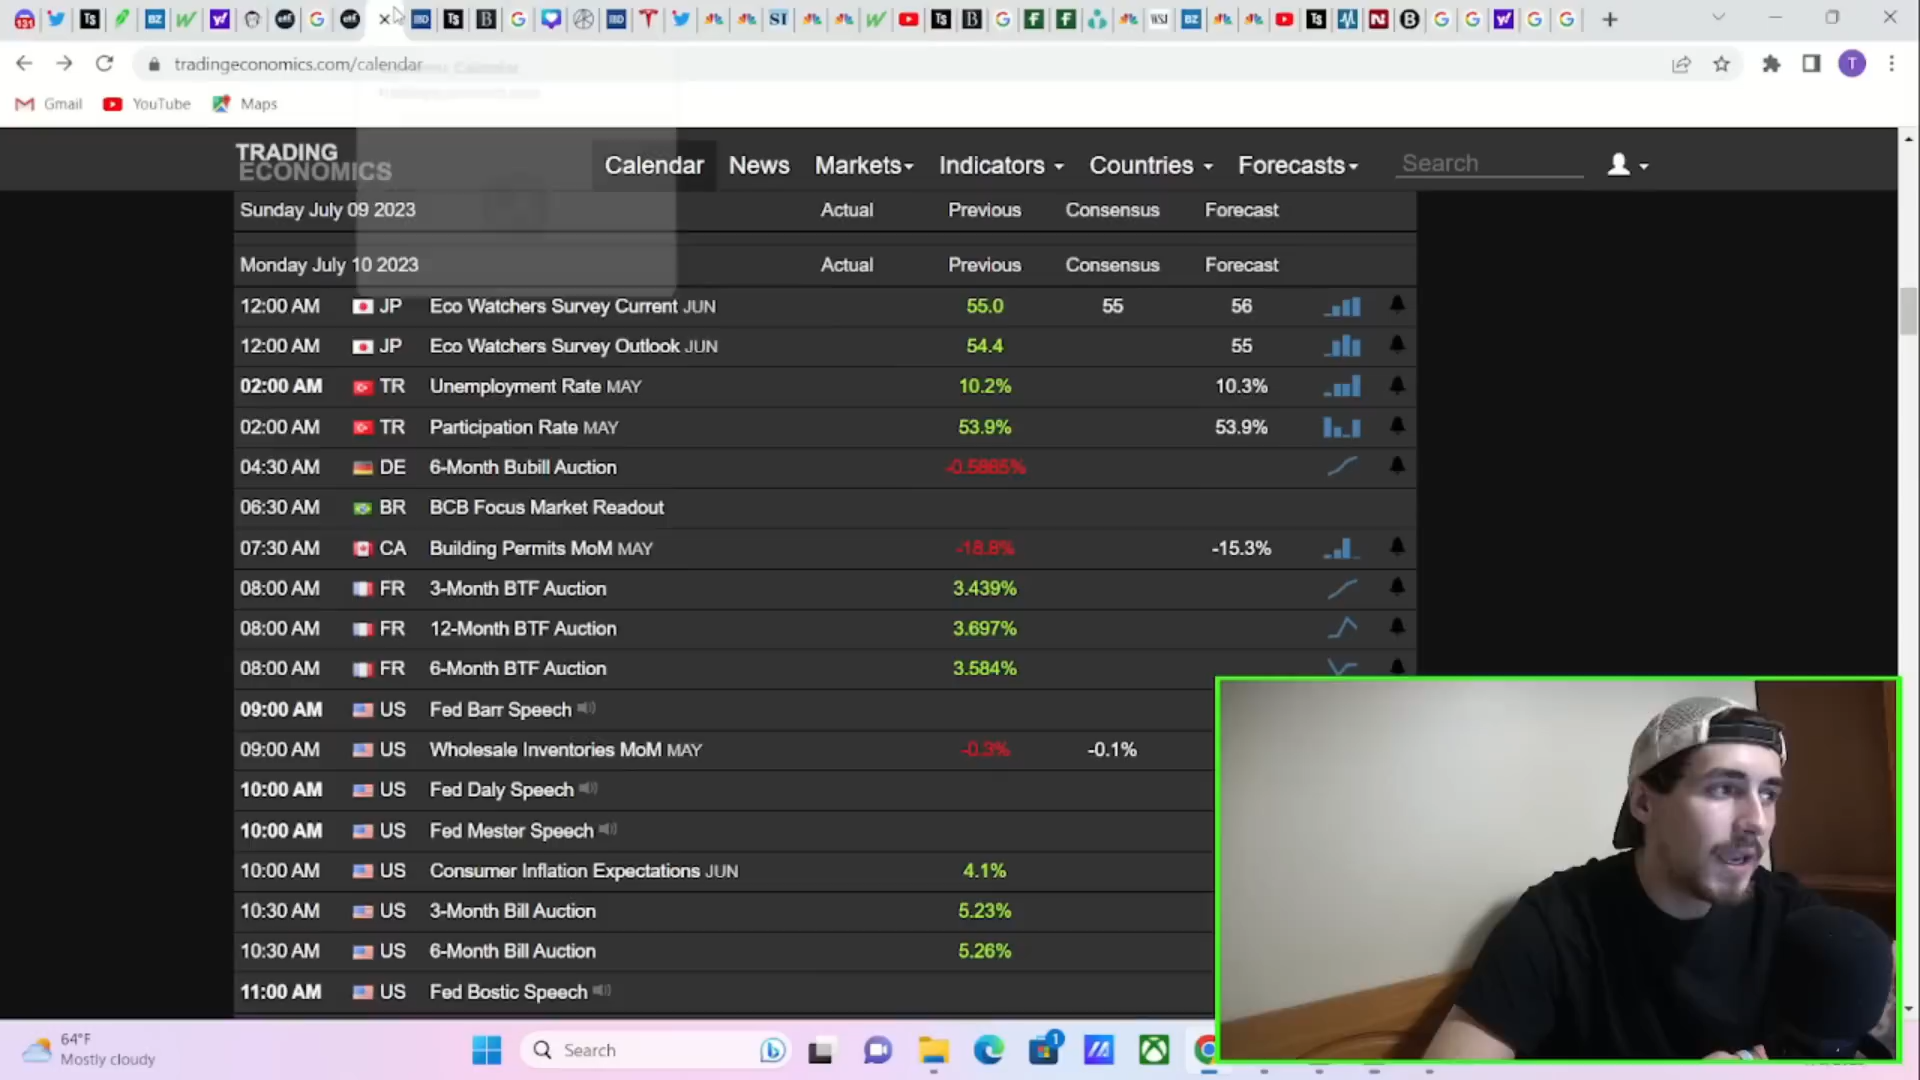 tradingeconomics.com/calendar
T
Gmail YouTube Maps
TRADING
ECONOMICS
Calendar News Markets Indicators Countries Forecasts Search
Sunday July 09 2023 Actual Previous Consensus Forecast
Monday July 10 2023 Actual Previous Consensus Forecast
12:00 AM JP Eco Watchers Survey Current JUN 55.0 55 56
12:00 AM JP Eco Watchers Survey Outlook JUN 54.4 55
02:00 AM TR Unemployment Rate MAY 10.2% 10.3%
02:00 AM TR Participation Rate MAY 53.9% 53.9%
04:30 AM DE 6-Month Bubill Auction -0.5865%
06:30 AM BR BCB Focus Market Readout
07:30 AM CA Building Permits MoM MAY -18.8% -15.3%
08:00 AM FR 3-Month BTF Auction 3.439%
08:00 AM FR 12-Month BTF Auction 3.697%
08:00 AM FR 6-Month BTF Auction 3.584%
09:00 AM US Fed Barr Speech
09:00 AM US Wholesale Inventories MoM MAY -0.3% -0.1%
10:00 AM US Fed Daly Speech
10:00 AM US Fed Mester Speech
10:00 AM US Consumer Inflation Expectations JUN 4.1%
10:30 AM US 3-Month Bill Auction 5.23%
10:30 AM US 6-Month Bill Auction 5.26%
11:00 AM US Fed Bostic Speech
64°F
Mostly cloudy
Search
1